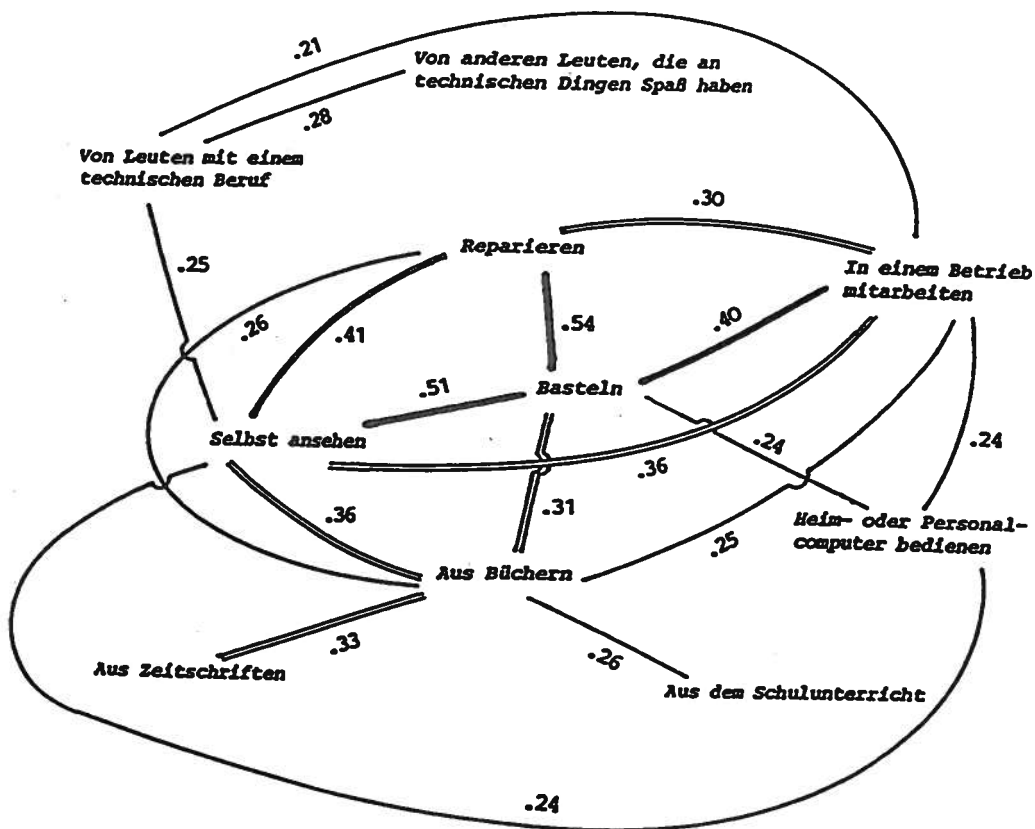 .21
Von anderen Leuten, die an
technischen Dingen Spaß haben
.28
Von Leuten mit einem
technischen Beruf
.30
Reparieren
.25
In einem Betrieb
mitarbeiten
.26
.41
.54
.40
.51
Basteln
Selbst ansehen
.24
.24
.36
.36
.31
Heim- oder Personal-
computer bedienen
.25
Aus Büchern
.33
.26
Aus Zeitschriften
Aus dem Schulunterricht
.24